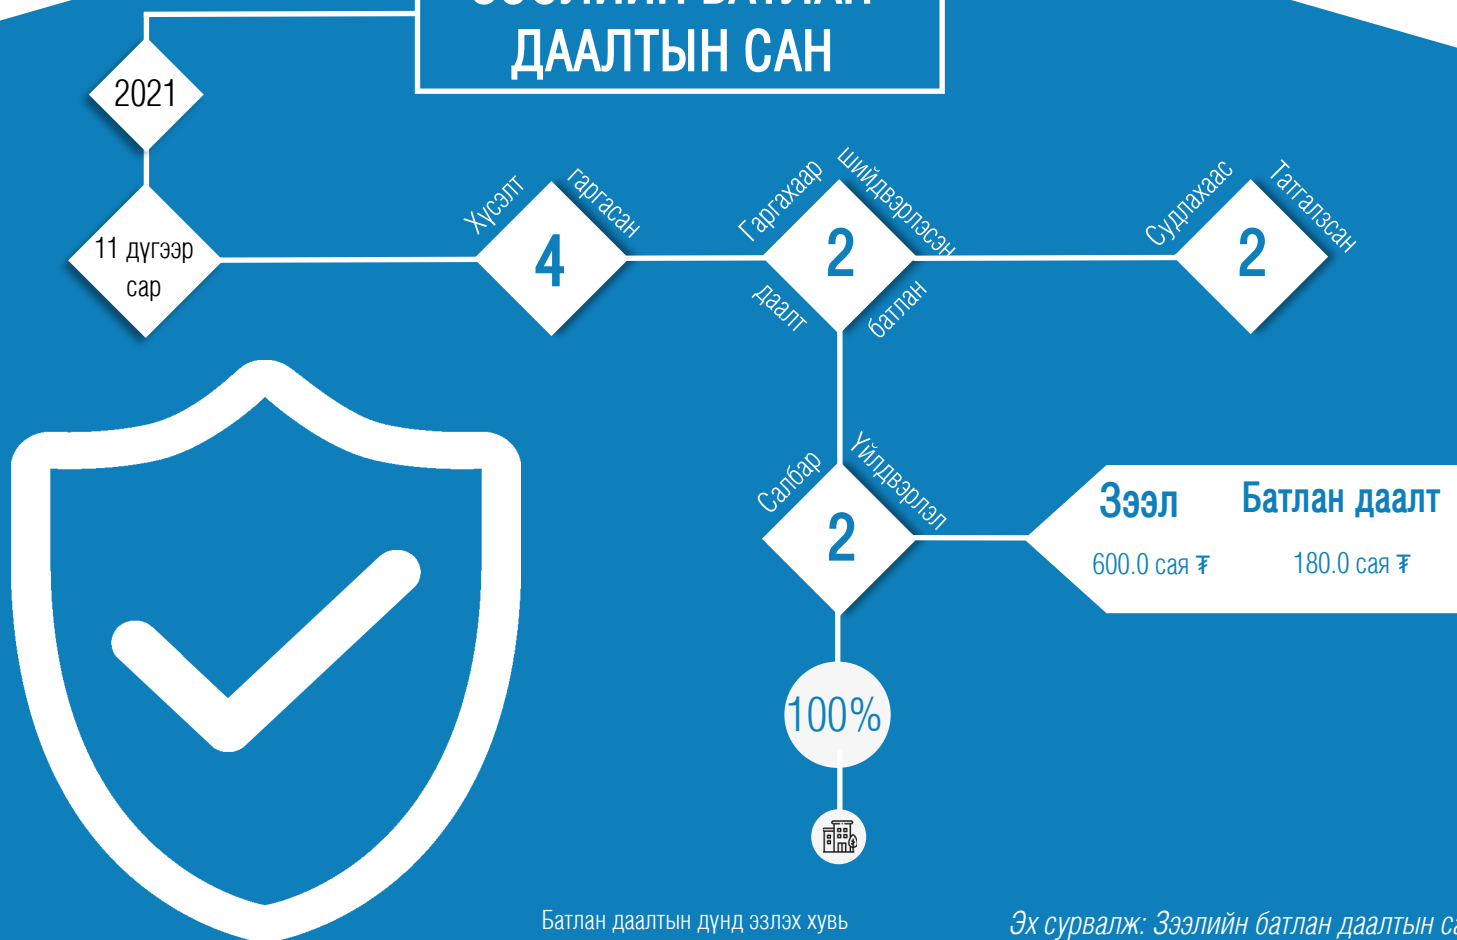 ЗЭЭЛИЙН БАТЛАН
ДААЛТЫН САН
2021
11 дүгээр
сар
Хүсэлт гаргасан
4
Гаргахаар шийдвэрлэсэн
2
даалт батлан
Судлахаас Татгалзсан
2
Салбар Үйлдвэрлэл
2
Зээл Батлан даалт
600.0 сая ₮ 180.0 сая ₮
100%
Батлан даалтын дүнд эзлэх хувь
Эх сурвалж: Зээлийн батлан даалтын са